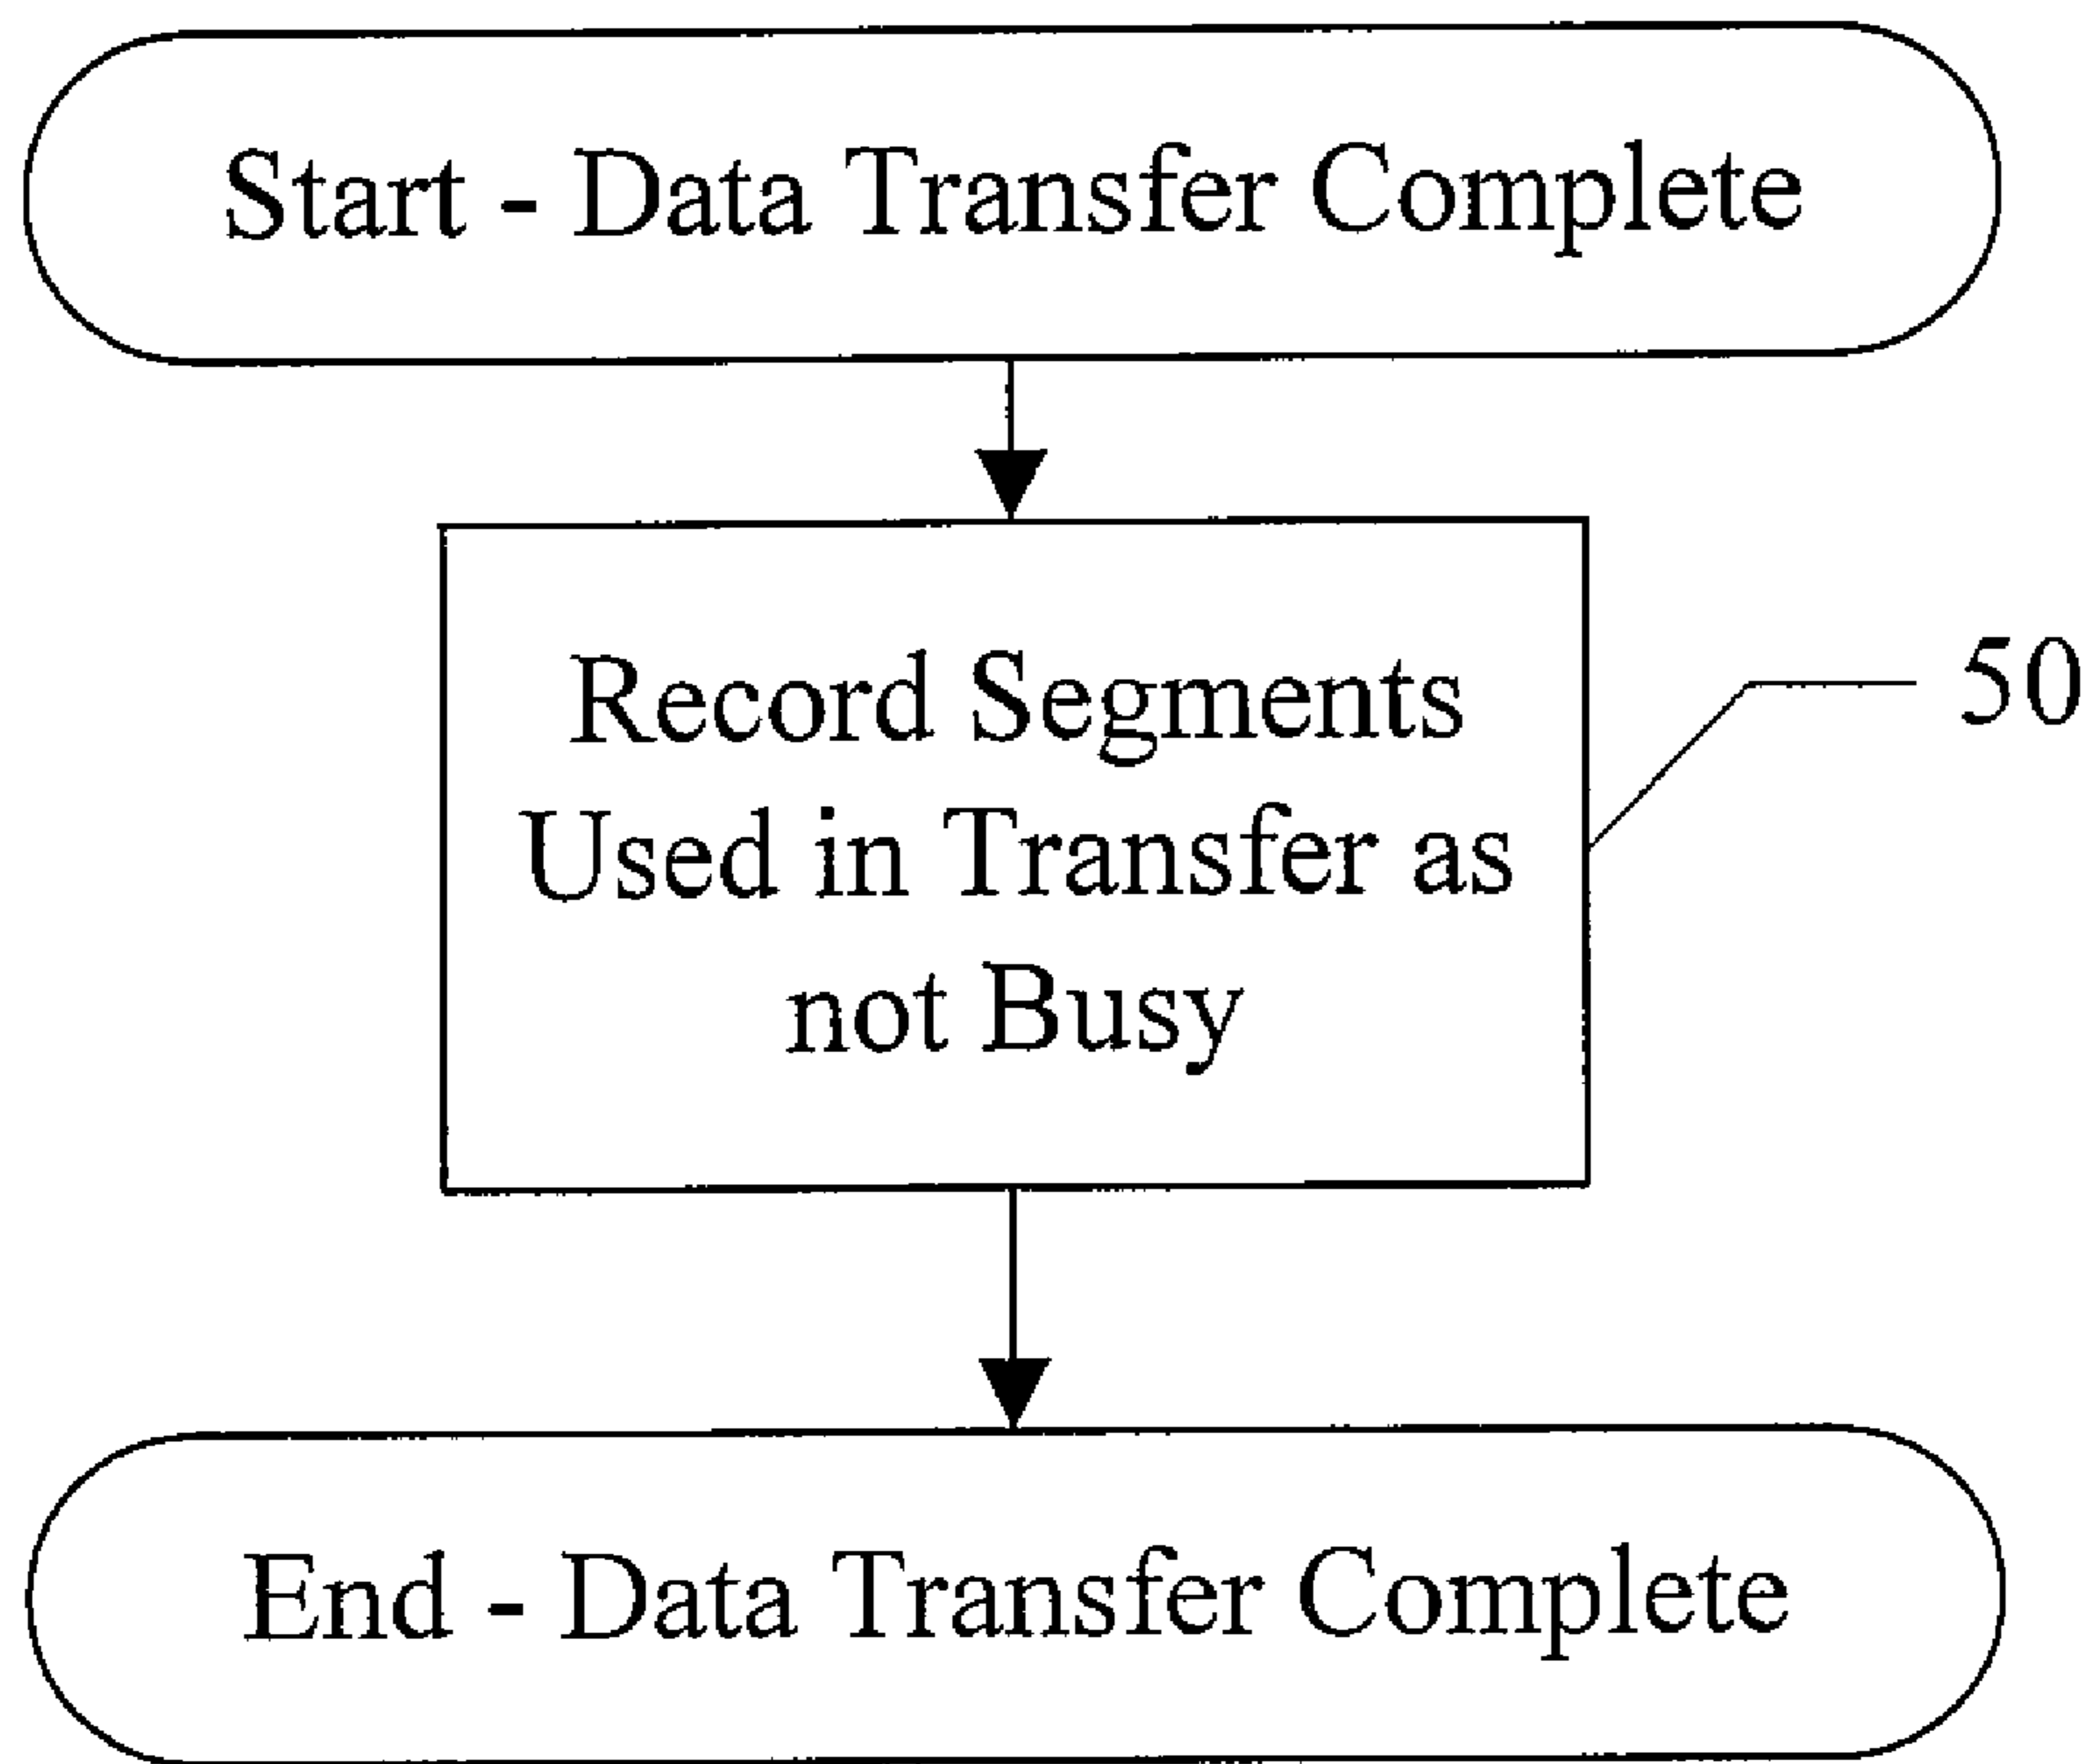 Start - Data Transfer Complete
Record Segments
Used in Transfer as
not Busy
50
End - Data Transfer Complete